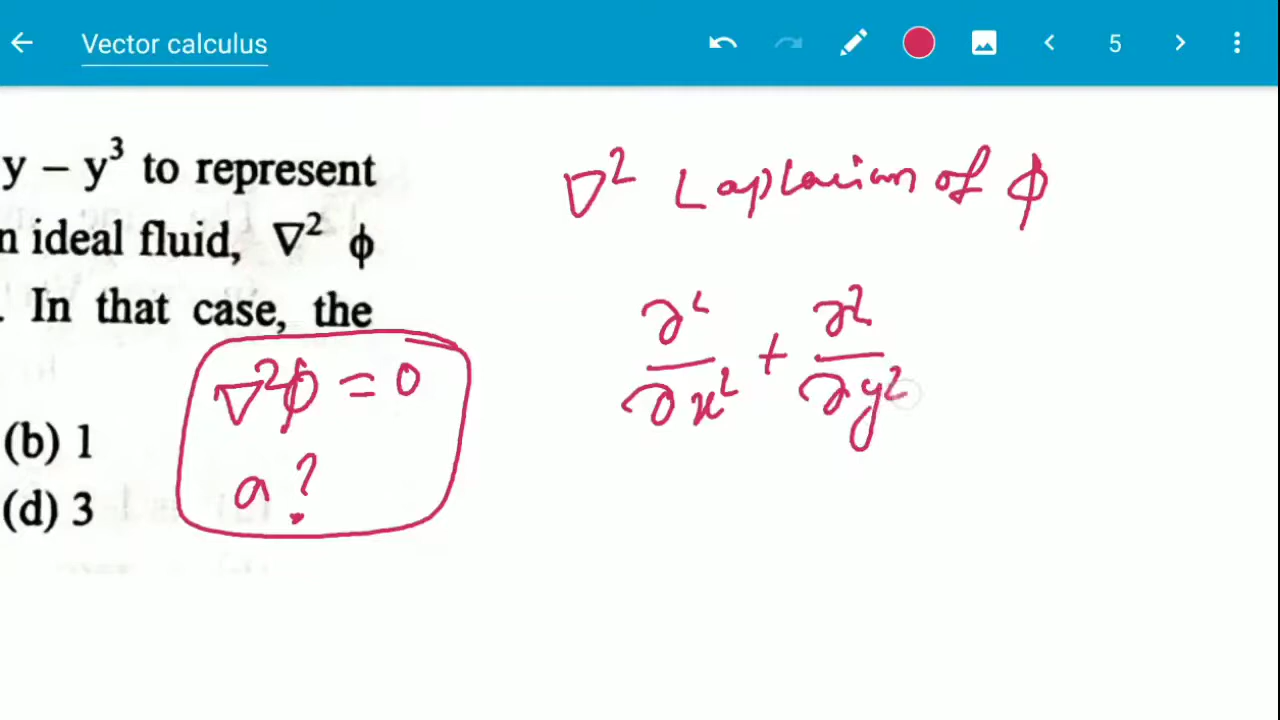 Vector calculus
5
y – y³ to represent
n ideal fluid, ∇² ϕ
. In that case, the
(b) 1
(d) 3
∇²ϕ = 0
a ?
∇² Laplacian of ϕ
∂²/∂x² + ∂²/∂y²